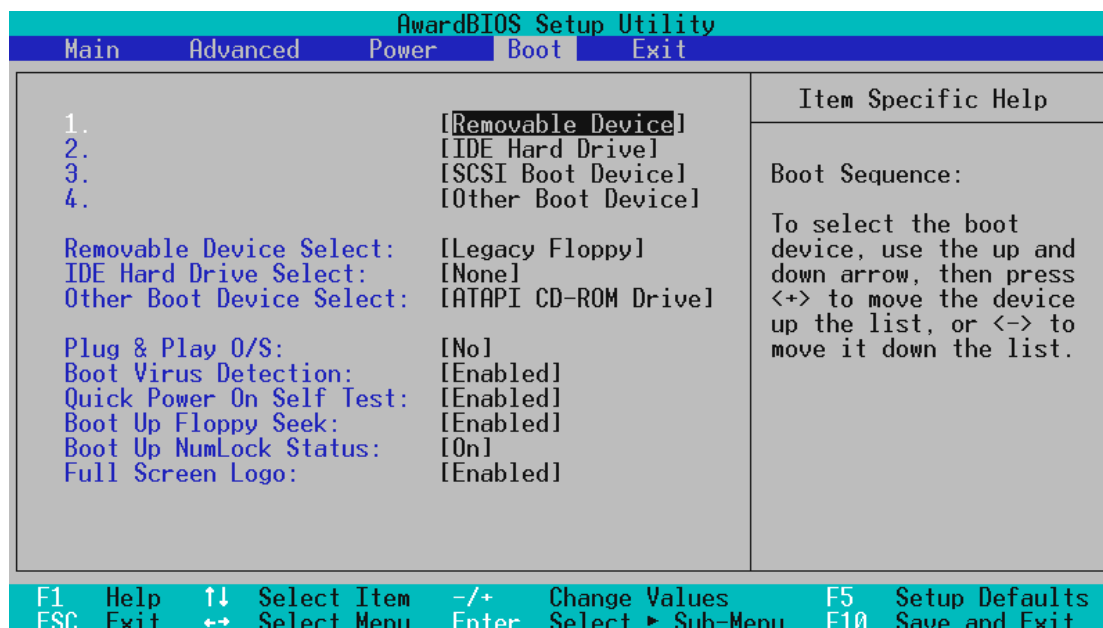 AwardBIOS Setup Utility
Main Advanced Power Boot Exit
Item Specific Help
1. [Removable Device]
2. [IDE Hard Drive]
3. [SCSI Boot Device]
4. [Other Boot Device]
Removable Device Select: [Legacy Floppy]
IDE Hard Drive Select: [None]
Other Boot Device Select: [ATAPI CD-ROM Drive]
Plug & Play O/S: [No]
Boot Virus Detection: [Enabled]
Quick Power On Self Test: [Enabled]
Boot Up Floppy Seek: [Enabled]
Boot Up NumLock Status: [On]
Full Screen Logo: [Enabled]
Boot Sequence:
To select the boot
device, use the up and
down arrow, then press
<+> to move the device
up the list, or <-> to
move it down the list.
F1 Help ↑↓ Select Item -/+ Change Values F5 Setup Defaults
ESC Exit ←→ Select Menu Enter Select ► Sub-Menu F10 Save and Exit